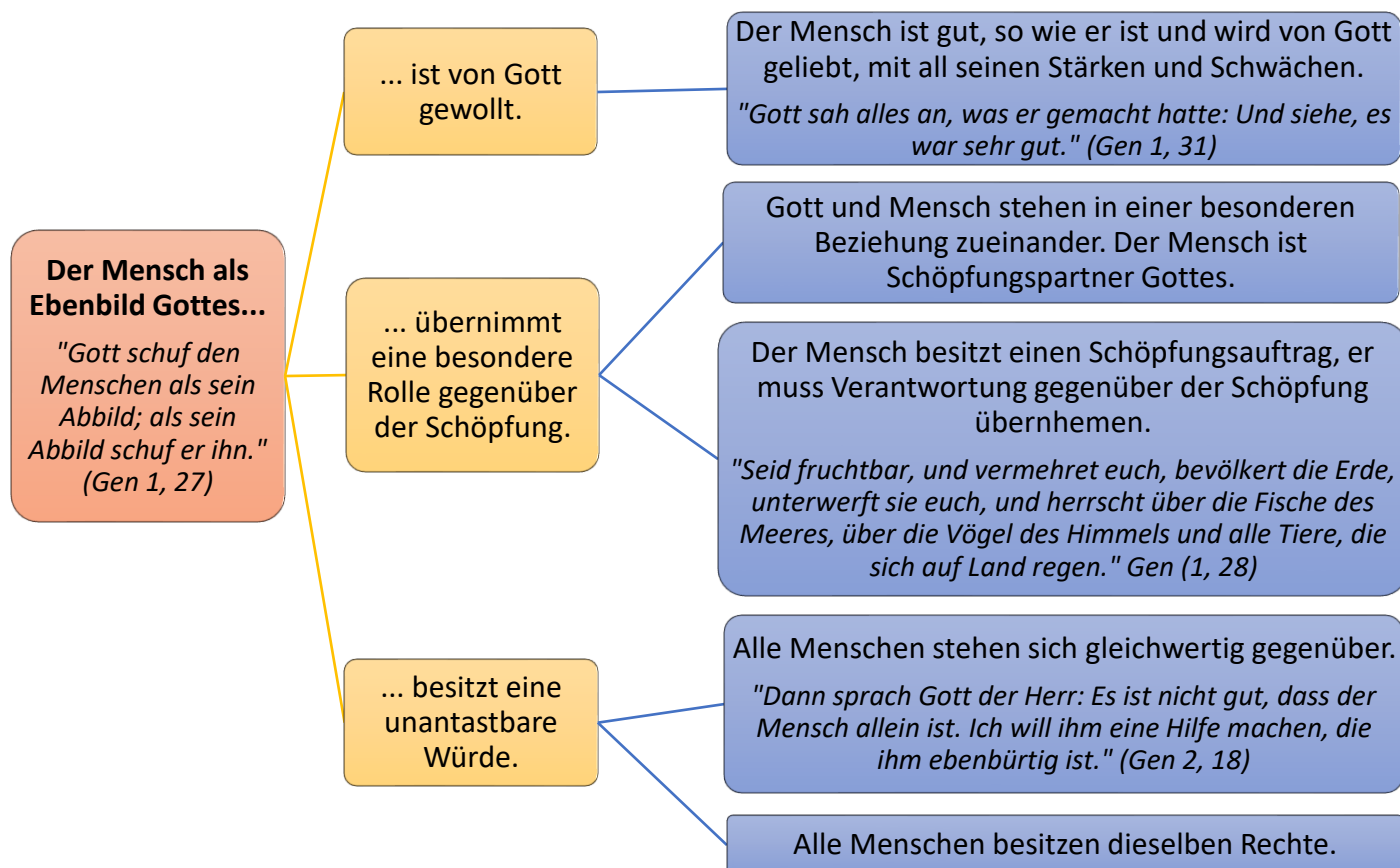 Der Mensch als
Ebenbild Gottes...
"Gott schuf den
Menschen als sein
Abbild; als sein
Abbild schuf er ihn."
(Gen 1, 27)
... ist von Gott
gewollt.
Der Mensch ist gut, so wie er ist und wird von Gott
geliebt, mit all seinen Stärken und Schwächen.
"Gott sah alles an, was er gemacht hatte: Und siehe, es
war sehr gut." (Gen 1, 31)
... übernimmt
eine besondere
Rolle gegenüber
der Schöpfung.
Gott und Mensch stehen in einer besonderen
Beziehung zueinander. Der Mensch ist
Schöpfungspartner Gottes.
Der Mensch besitzt einen Schöpfungsauftrag, er
muss Verantwortung gegenüber der Schöpfung
übernhemen.
"Seid fruchtbar, und vermehret euch, bevölkert die Erde,
unterwerft sie euch, und herrscht über die Fische des
Meeres, über die Vögel des Himmels und alle Tiere, die
sich auf Land regen." Gen (1, 28)
... besitzt eine
unantastbare
Würde.
Alle Menschen stehen sich gleichwertig gegenüber.
"Dann sprach Gott der Herr: Es ist nicht gut, dass der
Mensch allein ist. Ich will ihm eine Hilfe machen, die
ihm ebenbürtig ist." (Gen 2, 18)
Alle Menschen besitzen dieselben Rechte.